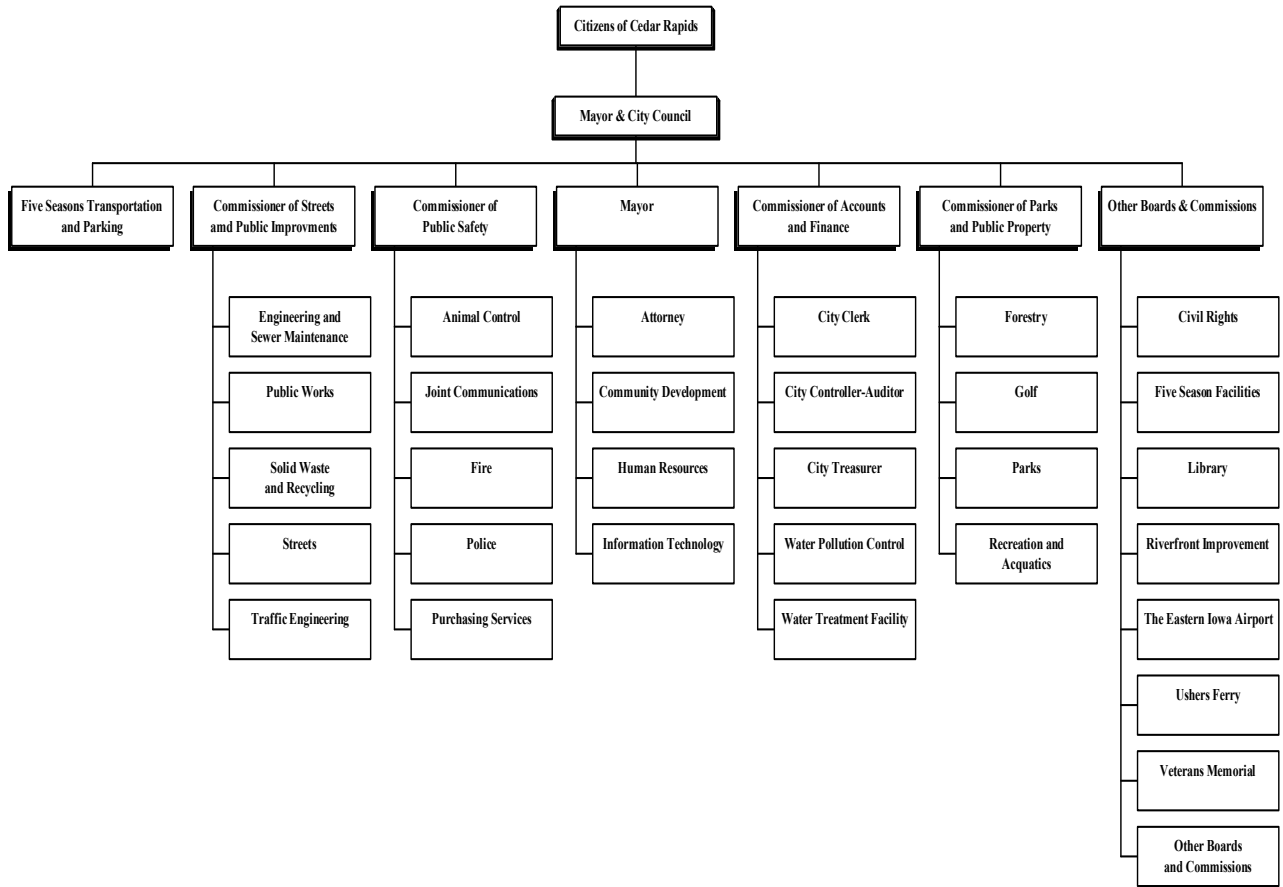 Citizens of Cedar Rapids
Mayor & City Council
Five Seasons Transportation
and Parking
Commissioner of Streets
amd Public Improvments
Commissioner of
Public Safety
Mayor
Commissioner of Accounts
and Finance
Commissioner of Parks
and Public Property
Other Boards & Commissions
Engineering and
Sewer Maintenance
Public Works
Solid Waste
and Recycling
Streets
Traffic Engineering
Animal Control
Joint Communications
Fire
Police
Purchasing Services
Attorney
Community Development
Human Resources
Information Technology
City Clerk
City Controller-Auditor
City Treasurer
Water Pollution Control
Water Treatment Facility
Forestry
Golf
Parks
Recreation and
Acquatics
Civil Rights
Five Season Facilities
Library
Riverfront Improvement
The Eastern Iowa Airport
Ushers Ferry
Veterans Memorial
Other Boards
and Commissions